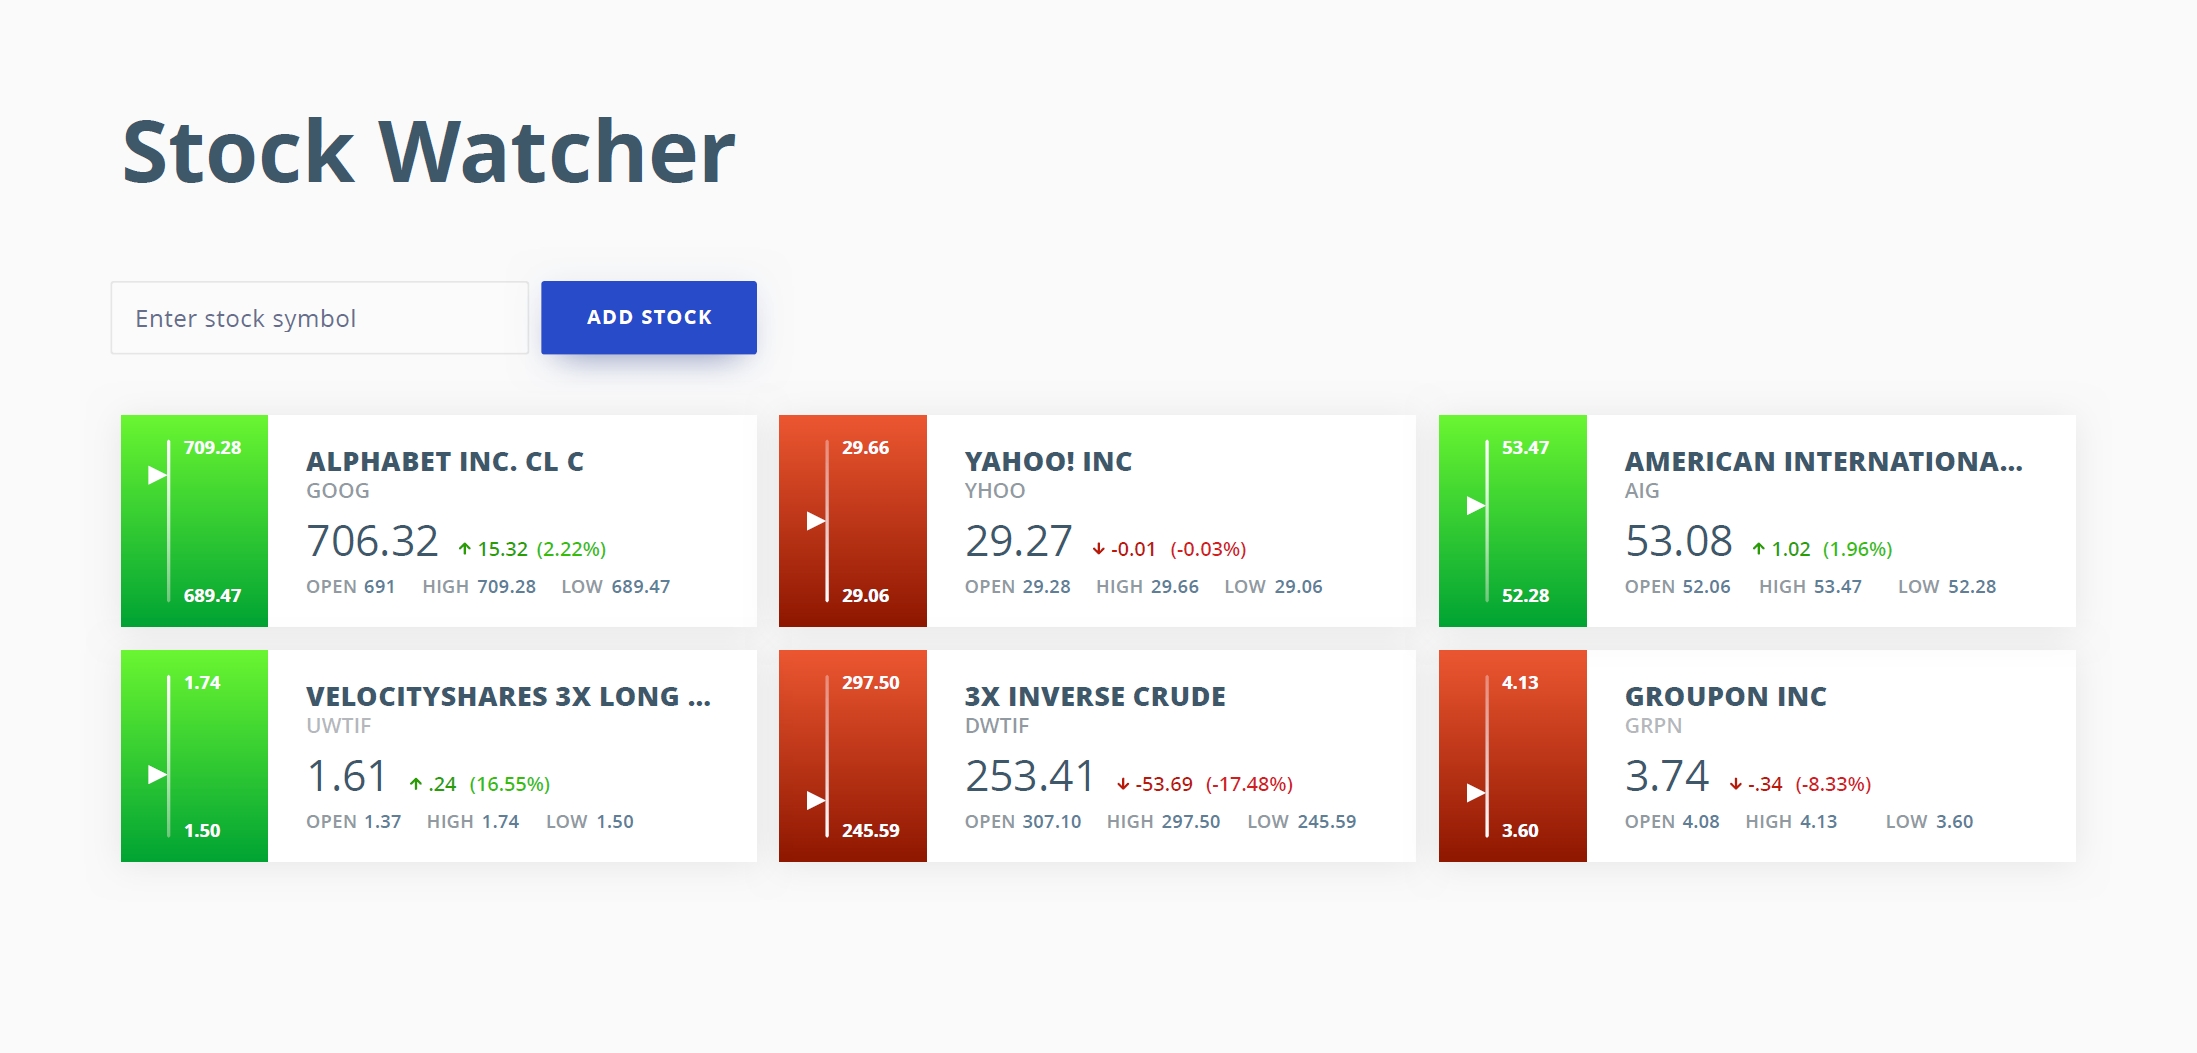 Stock Watcher
Enter stock symbol
ADD STOCK
709.28
689.47
ALPHABET INC. CL C
GOOG
706.32 15.32 (2.22%)
OPEN 691 HIGH 709.28 LOW 689.47
29.66
29.06
YAHOO! INC
YHOO
29.27 -0.01 (-0.03%)
OPEN 29.28 HIGH 29.66 LOW 29.06
53.47
52.28
AMERICAN INTERNATIONA...
AIG
53.08 1.02 (1.96%)
OPEN 52.06 HIGH 53.47 LOW 52.28
1.74
1.50
VELOCITYSHARES 3X LONG ...
UWTIF
1.61 .24 (16.55%)
OPEN 1.37 HIGH 1.74 LOW 1.50
297.50
245.59
3X INVERSE CRUDE
DWTIF
253.41 -53.69 (-17.48%)
OPEN 307.10 HIGH 297.50 LOW 245.59
4.13
3.60
GROUPON INC
GRPN
3.74 -.34 (-8.33%)
OPEN 4.08 HIGH 4.13 LOW 3.60